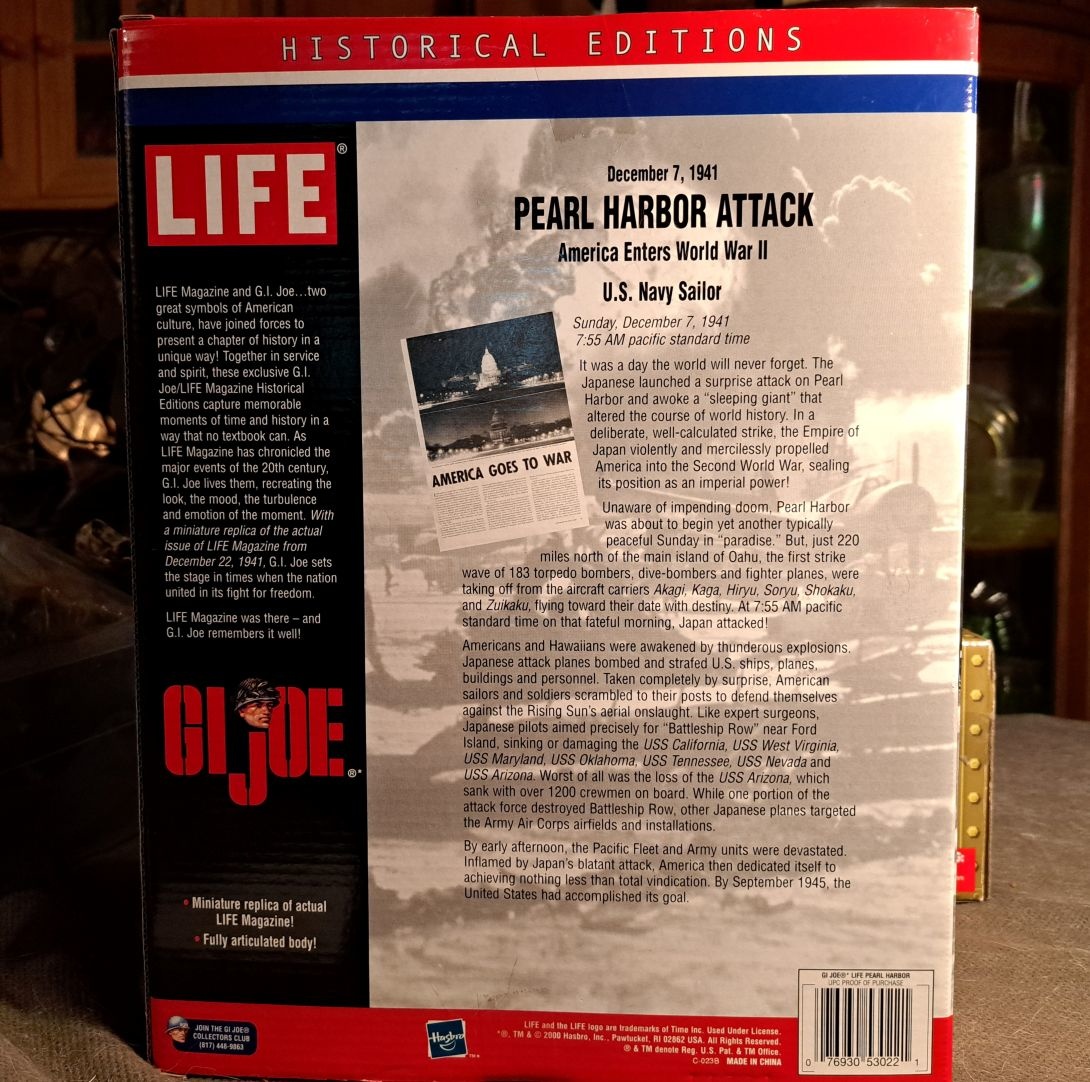 HISTORICAL EDITIONS
LIFE®
LIFE Magazine and G.I. Joe...two
great symbols of American
culture, have joined forces to
present a chapter of history in a
unique way! Together in service
and spirit, these exclusive G.I.
Joe/LIFE Magazine Historical
Editions capture memorable
moments of time and history in a
way that no textbook can. As
LIFE Magazine has chronicled the
major events of the 20th century,
G.I. Joe lives them, recreating the
look, the mood, the turbulence
and emotion of the moment. With
a miniature replica of the actual
issue of LIFE Magazine from
December 22, 1941, G.I. Joe sets
the stage in times when the nation
united in its fight for freedom.
LIFE Magazine was there – and
G.I. Joe remembers it well!
GI JOE®*
• Miniature replica of actual
LIFE Magazine!
• Fully articulated body!
December 7, 1941
PEARL HARBOR ATTACK
America Enters World War II
U.S. Navy Sailor
Sunday, December 7, 1941
7:55 AM pacific standard time
AMERICA GOES TO WAR
It was a day the world will never forget. The
Japanese launched a surprise attack on Pearl
Harbor and awoke a "sleeping giant" that
altered the course of world history. In a
deliberate, well-calculated strike, the Empire of
Japan violently and mercilessly propelled
America into the Second World War, sealing
its position as an imperial power!
Unaware of impending doom, Pearl Harbor
was about to begin yet another typically
peaceful Sunday in "paradise." But, just 220
miles north of the main island of Oahu, the first strike
wave of 183 torpedo bombers, dive-bombers and fighter planes, were
taking off from the aircraft carriers Akagi, Kaga, Hiryu, Soryu, Shokaku,
and Zuikaku, flying toward their date with destiny. At 7:55 AM pacific
standard time on that fateful morning, Japan attacked!
Americans and Hawaiians were awakened by thunderous explosions.
Japanese attack planes bombed and strafed U.S. ships, planes,
buildings and personnel. Taken completely by surprise, American
sailors and soldiers scrambled to their posts to defend themselves
against the Rising Sun's aerial onslaught. Like expert surgeons,
Japanese pilots aimed precisely for "Battleship Row" near Ford
Island, sinking or damaging the USS California, USS West Virginia,
USS Maryland, USS Oklahoma, USS Tennessee, USS Nevada and
USS Arizona. Worst of all was the loss of the USS Arizona, which
sank with over 1200 crewmen on board. While one portion of the
attack force destroyed Battleship Row, other Japanese planes targeted
the Army Air Corps airfields and installations.
By early afternoon, the Pacific Fleet and Army units were devastated.
Inflamed by Japan's blatant attack, America then dedicated itself to
achieving nothing less than total vindication. By September 1945, the
United States had accomplished its goal.
JOIN THE GI JOE®
COLLECTORS CLUB
(817) 448-9863
Hasbro ™*
LIFE and the LIFE logo are trademarks of Time Inc. Used Under License.
*®, TM & © 2000 Hasbro, Inc., Pawtucket, RI 02862 USA. All Rights Reserved.
® & TM denote Reg. U.S. Pat. & TM Office.
C-023B MADE IN CHINA
GI JOE®* LIFE PEARL HARBOR
UPC PROOF OF PURCHASE
0 76930 53022 1